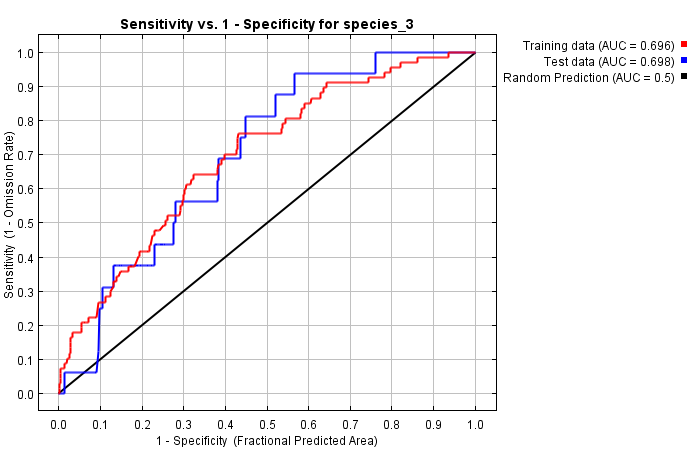 Sensitivity vs. 1 - Specificity for species_3
Training data (AUC = 0.696)
Test data (AUC = 0.698)
Random Prediction (AUC = 0.5)
Sensitivity (1 - Omission Rate)
1.0
0.9
0.8
0.7
0.6
0.5
0.4
0.3
0.2
0.1
0.0
0.0 0.1 0.2 0.3 0.4 0.5 0.6 0.7 0.8 0.9 1.0
1 - Specificity (Fractional Predicted Area)